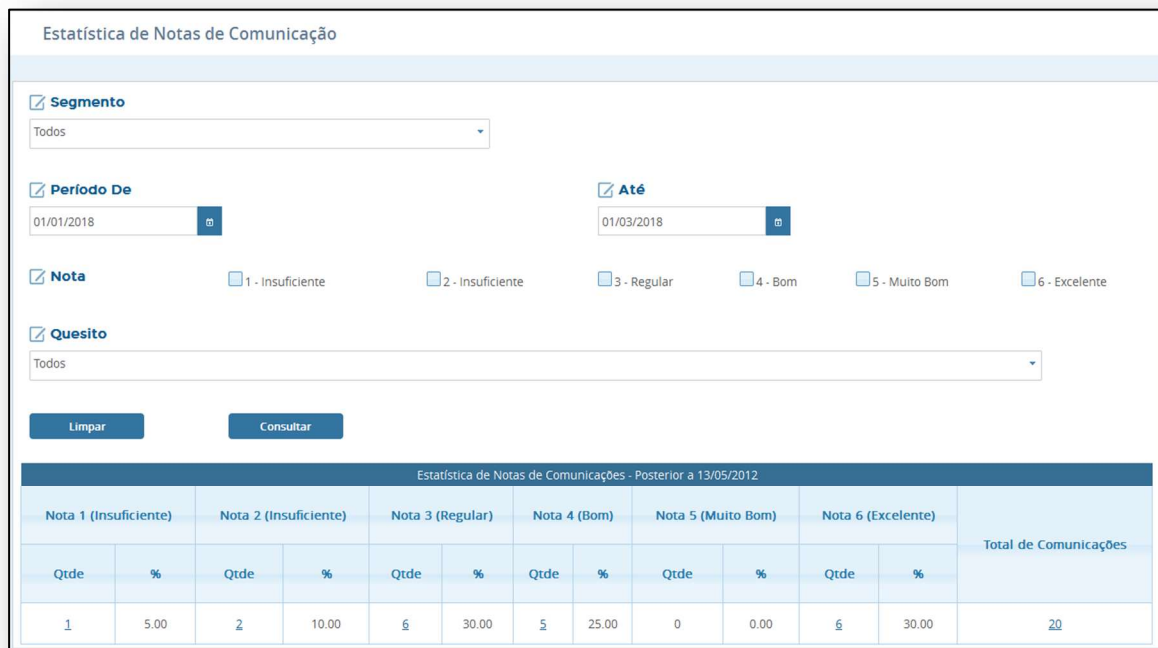 Estatística de Notas de Comunicação
Segmento
Todos
Período De Até
01/01/2018 01/03/2018
Nota 1 - Insuficiente 2 - Insuficiente 3 - Regular 4 - Bom 5 - Muito Bom 6 - Excelente
Quesito
Todos
Limpar Consultar
Estatística de Notas de Comunicações - Posterior a 13/05/2012
Nota 1 (Insuficiente) Nota 2 (Insuficiente) Nota 3 (Regular) Nota 4 (Bom) Nota 5 (Muito Bom) Nota 6 (Excelente) Total de Comunicações
Qtde % Qtde % Qtde % Qtde % Qtde % Qtde %
1 5.00 2 10.00 6 30.00 5 25.00 0 0.00 6 30.00 20